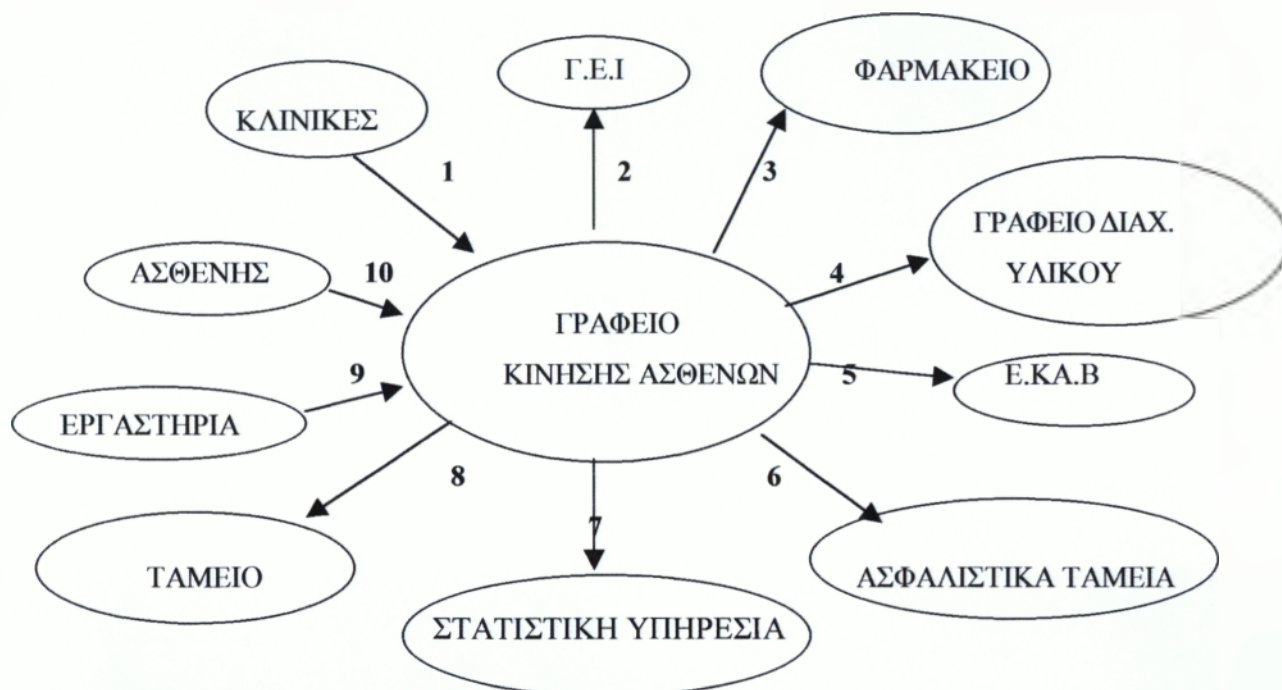 Γ.Ε.Ι
ΦΑΡΜΑΚΕΙΟ
ΚΛΙΝΙΚΕΣ
1
2
3
ΓΡΑΦΕΙΟ ΔΙΑΧ.
ΥΛΙΚΟΥ
ΑΣΘΕΝΗΣ
10
4
ΓΡΑΦΕΙΟ
ΚΙΝΗΣΗΣ ΑΣΘΕΝΩΝ
9
5
Ε.ΚΑ.Β
ΕΡΓΑΣΤΗΡΙΑ
8
6
7
ΤΑΜΕΙΟ
ΑΣΦΑΛΙΣΤΙΚΑ ΤΑΜΕΙΑ
ΣΤΑΤΙΣΤΙΚΗ ΥΠΗΡΕΣΙΑ